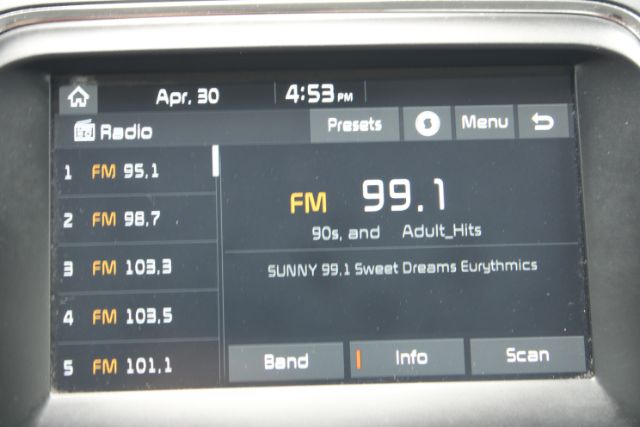 Apr. 30 4:53 PM
Radio Presets S Menu
1 FM 95.1
2 FM 98.7
3 FM 103.3
4 FM 103.5
5 FM 101.1
FM 99.1
90s, and Adult_Hits
SUNNY 99.1 Sweet Dreams Eurythmics
Band Info Scan